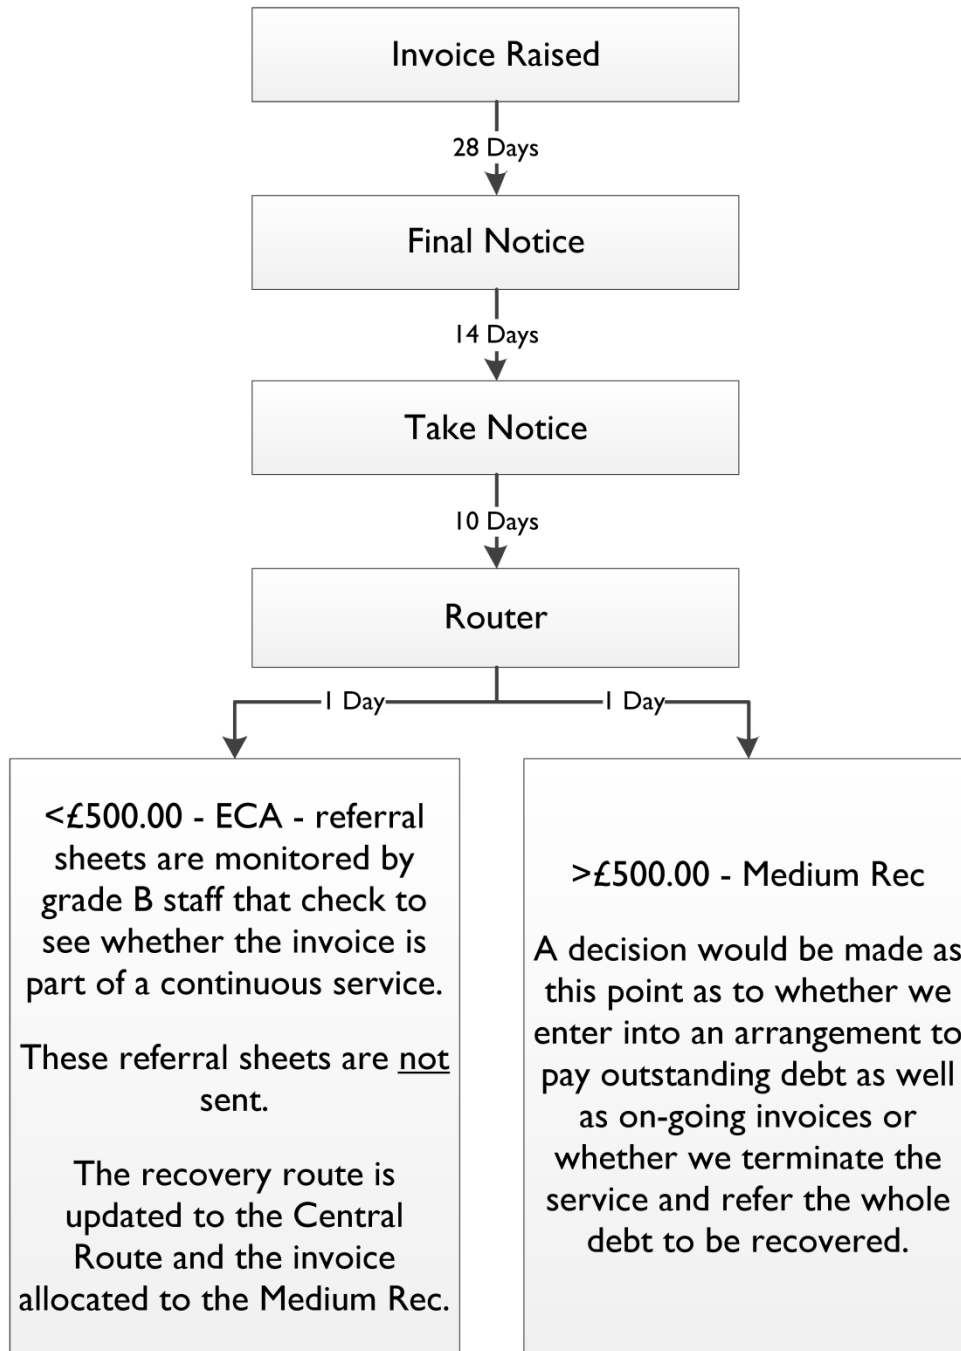 Invoice Raised
28 Days
Final Notice
14 Days
Take Notice
10 Days
Router
1 Day
1 Day
<£500.00 - ECA - referral
sheets are monitored by
grade B staff that check to
see whether the invoice is
part of a continuous service.
These referral sheets are not
sent.
The recovery route is
updated to the Central
Route and the invoice
allocated to the Medium Rec.
>£500.00 - Medium Rec
A decision would be made as
this point as to whether we
enter into an arrangement to
pay outstanding debt as well
as on-going invoices or
whether we terminate the
service and refer the whole
debt to be recovered.